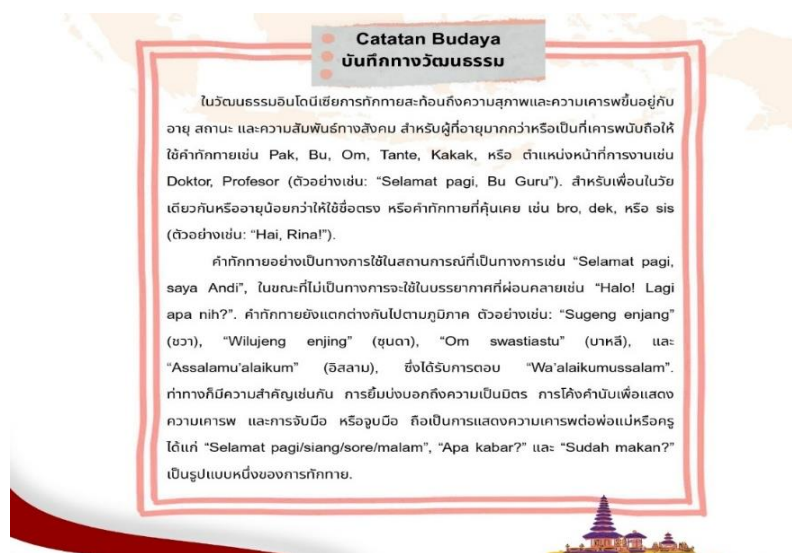 Catatan Budaya
บันทึกทางวัฒนธรรม
ในวัฒนธรรมอินโดนีเซียการทักทายสะท้อนถึงความสุภาพและความเคารพขึ้นอยู่กับ
อายุ สถานะ และความสัมพันธ์ทางสังคม สำหรับผู้ที่อายุมากกว่าหรือเป็นที่เคารพนับถือให้
ใช้คำทักทายเช่น Pak, Bu, Om, Tante, Kakak, หรือ ตำแหน่งหน้าที่การงานเช่น
Doktor, Profesor (ตัวอย่างเช่น: “Selamat pagi, Bu Guru”). สำหรับเพื่อนในวัย
เดียวกันหรืออายุน้อยกว่าให้ใช้ชื่อตรง หรือคำทักทายที่คุ้นเคย เช่น bro, dek, หรือ sis
(ตัวอย่างเช่น: “Hai, Rina!”).
คำทักทายอย่างเป็นทางการใช้ในสถานการณ์ที่เป็นทางการเช่น “Selamat pagi,
saya Andi”, ในขณะที่ไม่เป็นทางการจะใช้ในบรรยากาศที่ผ่อนคลายเช่น “Halo! Lagi
apa nih?”. คำทักทายยังแตกต่างกันไปตามภูมิภาค ตัวอย่างเช่น: “Sugeng enjang”
(ชวา), “Wilujeng enjing” (ซุนดา), “Om swastiastu” (บาหลี), และ
“Assalamu’alaikum” (อิสลาม), ซึ่งได้รับการตอบ “Wa’alaikumussalam”.
ท่าทางก็มีความสำคัญเช่นกัน การยิ้มบ่งบอกถึงความเป็นมิตร การโค้งคำนับเพื่อแสดง
ความเคารพ และการจับมือ หรือจูบมือ ถือเป็นการแสดงความเคารพต่อพ่อแม่หรือครู
ได้แก่ “Selamat pagi/siang/sore/malam”, “Apa kabar?” และ “Sudah makan?”
เป็นรูปแบบหนึ่งของการทักทาย.